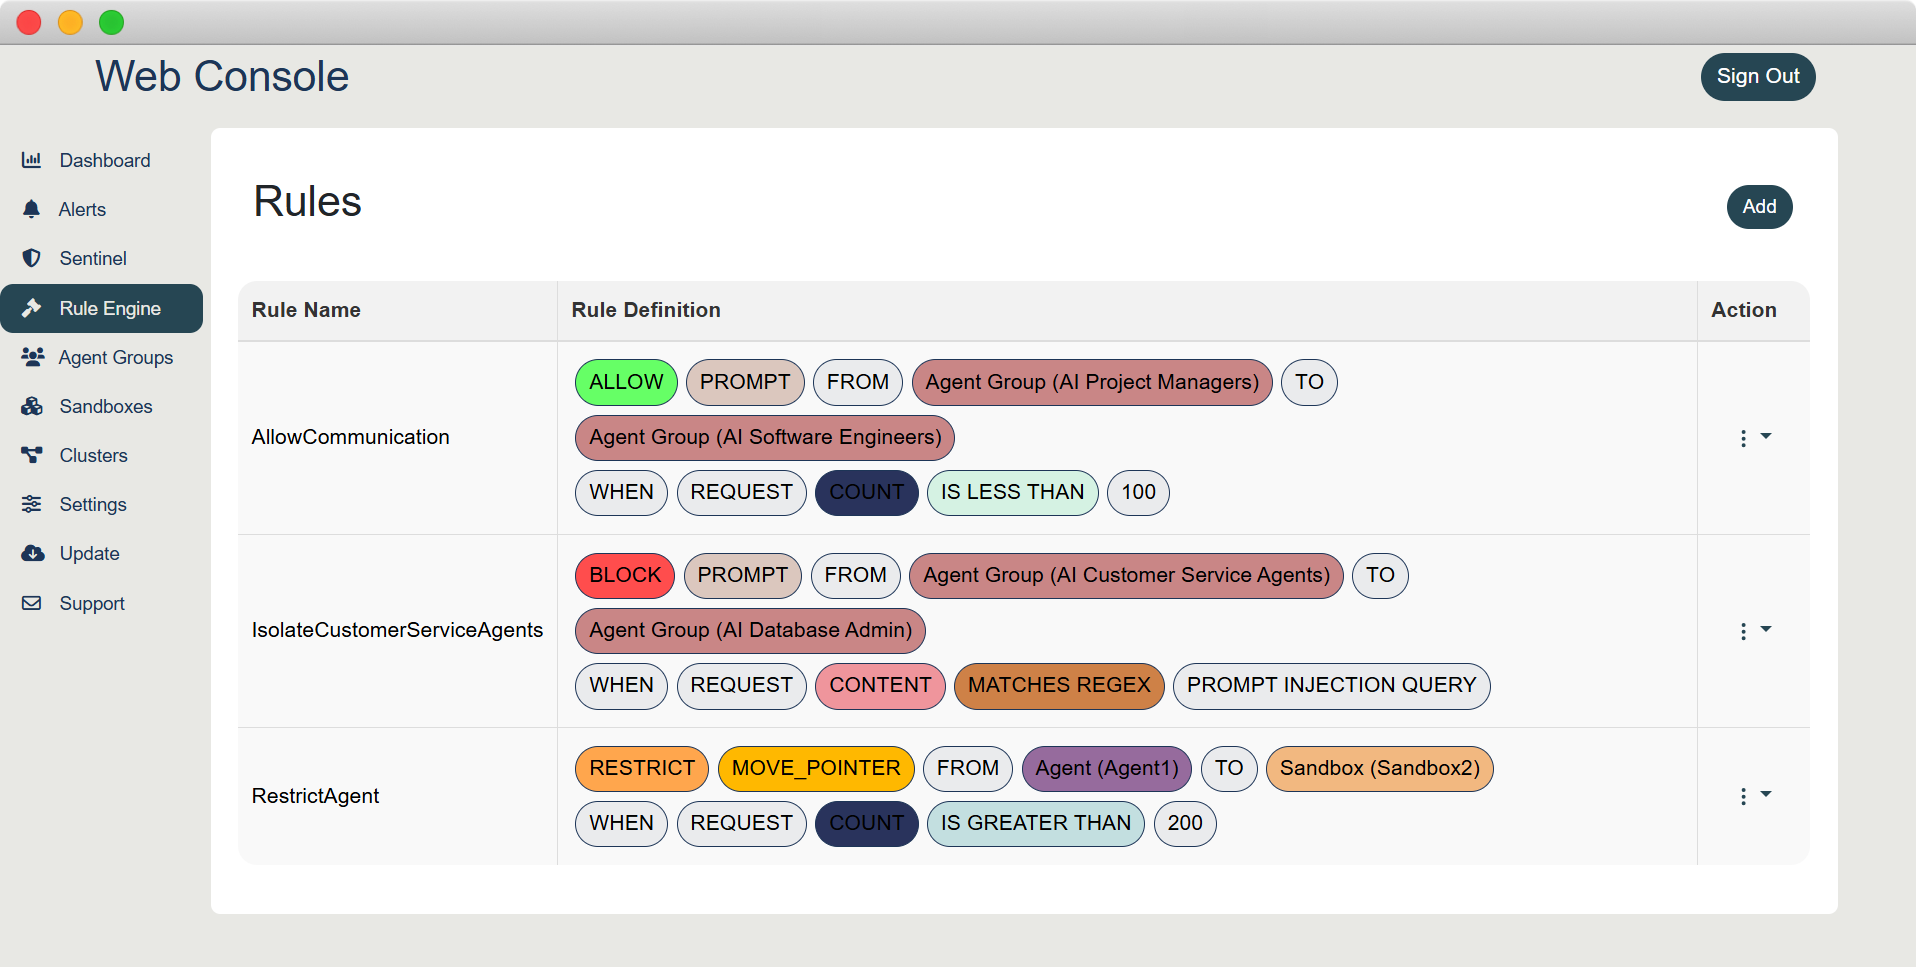 Web Console
Sign Out
Dashboard
Alerts
Sentinel
Rule Engine
Agent Groups
Sandboxes
Clusters
Settings
Update
Support
Rules
Add
Rule Name Rule Definition Action
AllowCommunication
ALLOW PROMPT FROM Agent Group (AI Project Managers) TO
Agent Group (AI Software Engineers)
WHEN REQUEST COUNT IS LESS THAN 100
IsolateCustomerServiceAgents
BLOCK PROMPT FROM Agent Group (AI Customer Service Agents) TO
Agent Group (AI Database Admin)
WHEN REQUEST CONTENT MATCHES REGEX PROMPT INJECTION QUERY
RestrictAgent
RESTRICT MOVE_POINTER FROM Agent (Agent1) TO Sandbox (Sandbox2)
WHEN REQUEST COUNT IS GREATER THAN 200